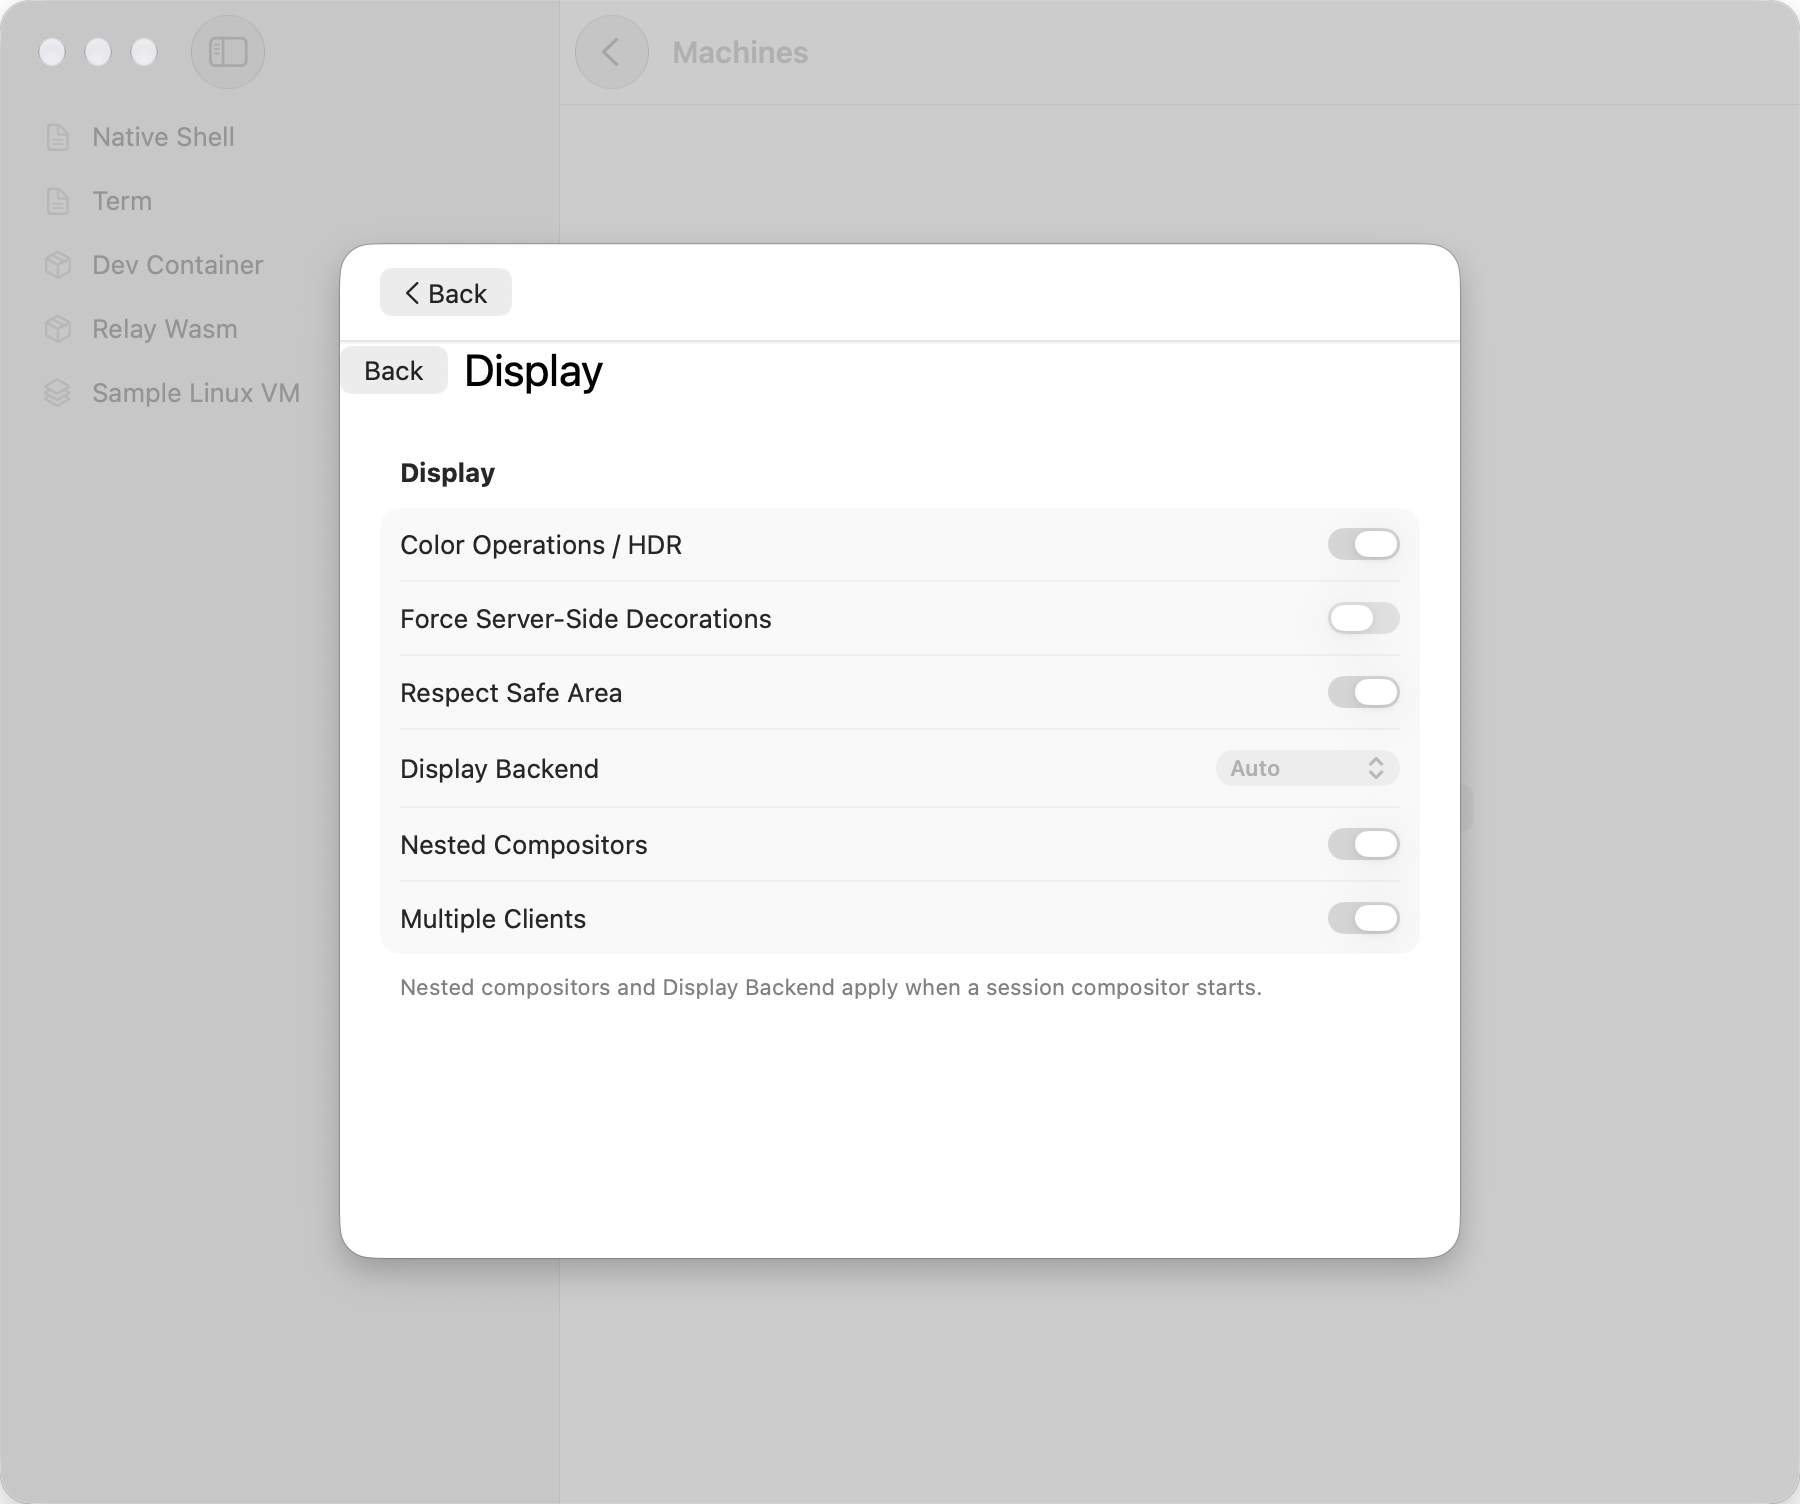 Machines
Native Shell
Term
Dev Container
Relay Wasm
Sample Linux VM
Back
Back
Display
Display
Color Operations / HDR
Force Server-Side Decorations
Respect Safe Area
Display Backend
Auto
Nested Compositors
Multiple Clients
Nested compositors and Display Backend apply when a session compositor starts.